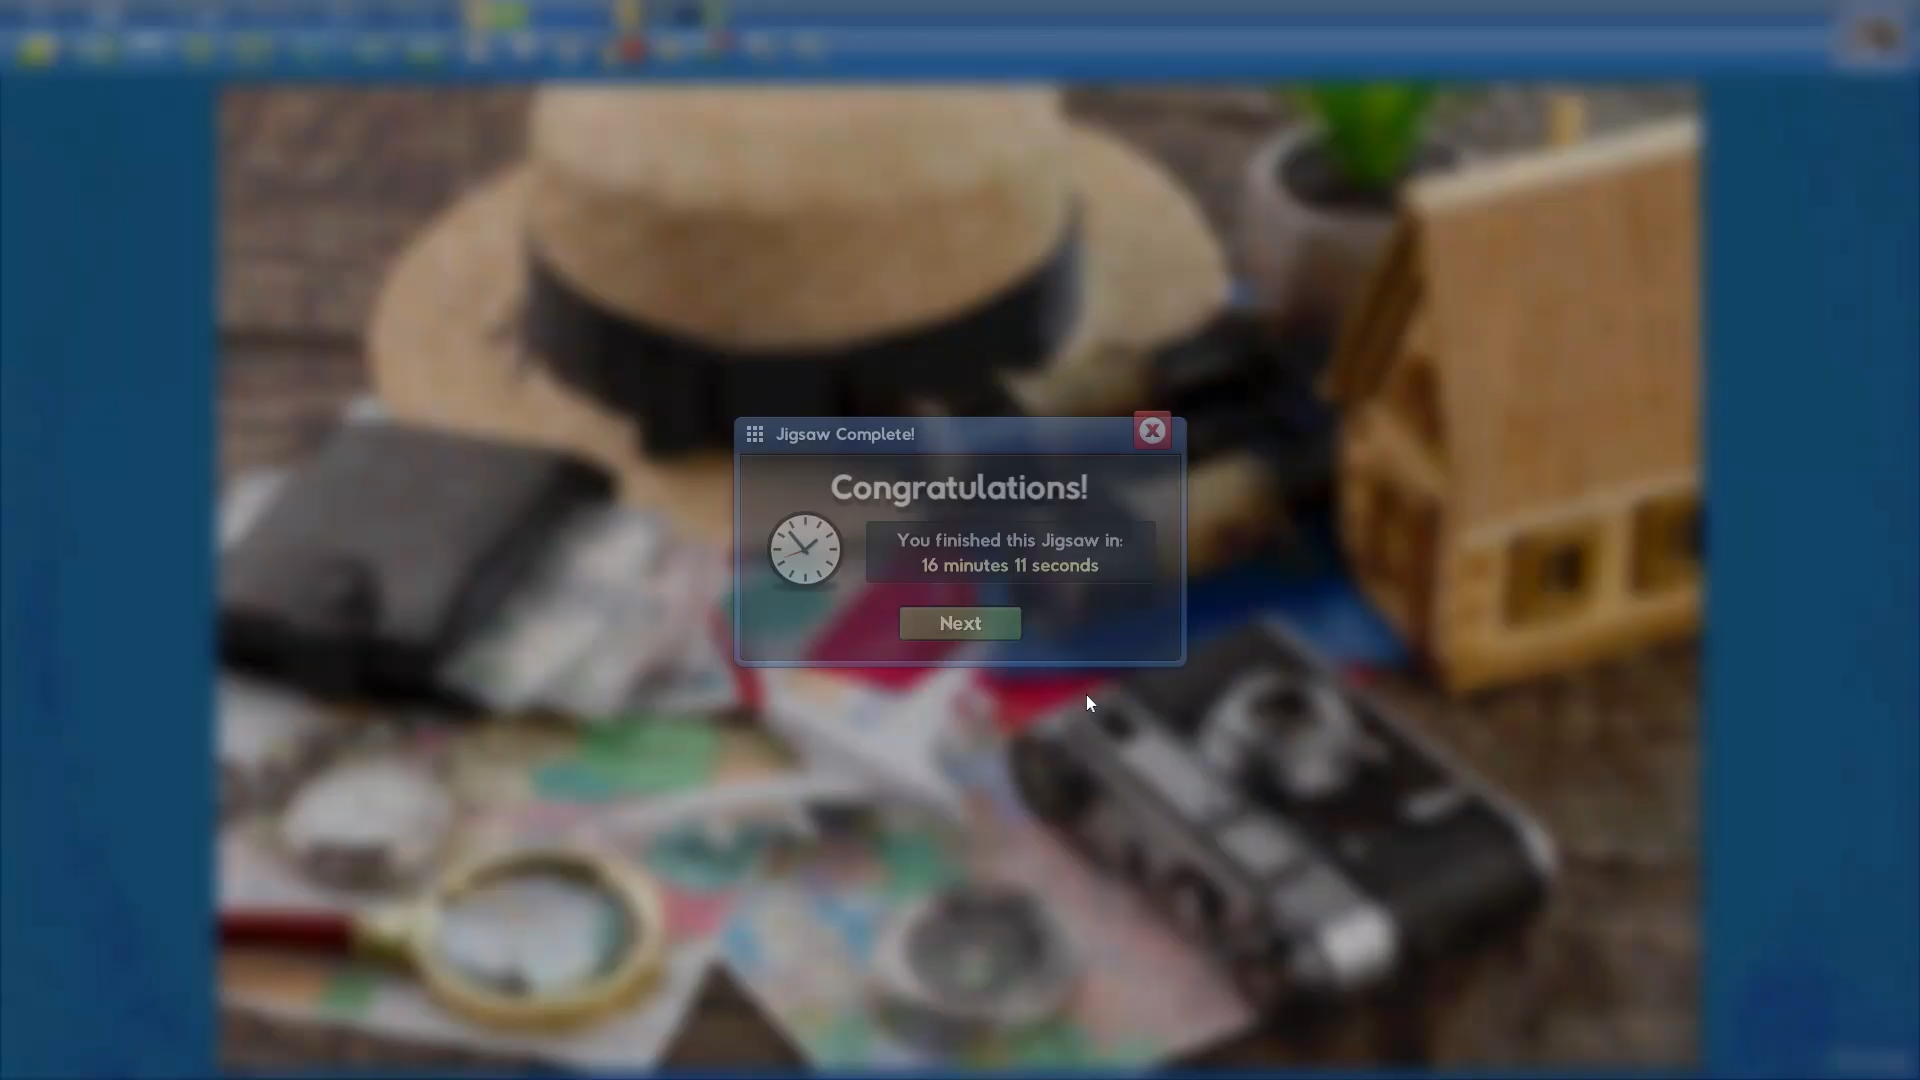 Jigsaw Complete!
Congratulations!
You finished this Jigsaw in:
16 minutes 11 seconds
Next